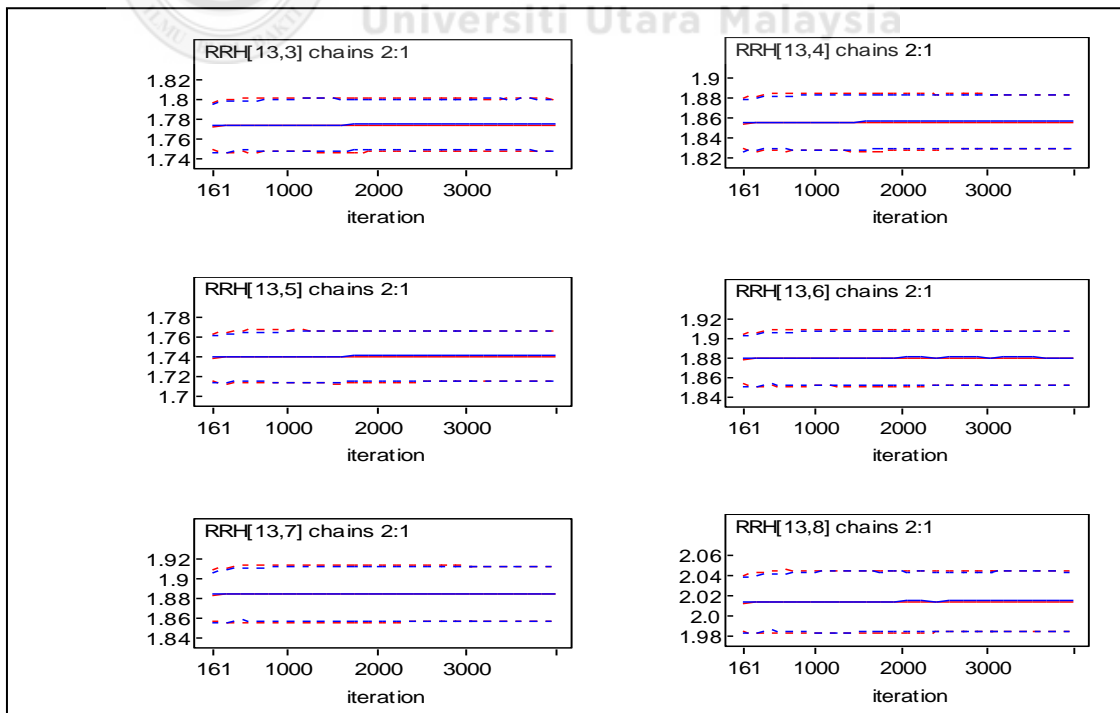 Universiti Utara Malaysia
RRH[13,3] chains 2:1
1.82
1.8
1.78
1.76
1.74
161 1000 2000 3000
iteration
RRH[13,4] chains 2:1
1.9
1.88
1.86
1.84
1.82
161 1000 2000 3000
iteration
RRH[13,5] chains 2:1
1.78
1.76
1.74
1.72
1.7
161 1000 2000 3000
iteration
RRH[13,6] chains 2:1
1.92
1.9
1.88
1.86
1.84
161 1000 2000 3000
iteration
RRH[13,7] chains 2:1
1.92
1.9
1.88
1.86
1.84
161 1000 2000 3000
iteration
RRH[13,8] chains 2:1
2.06
2.04
2.02
2.0
1.98
161 1000 2000 3000
iteration